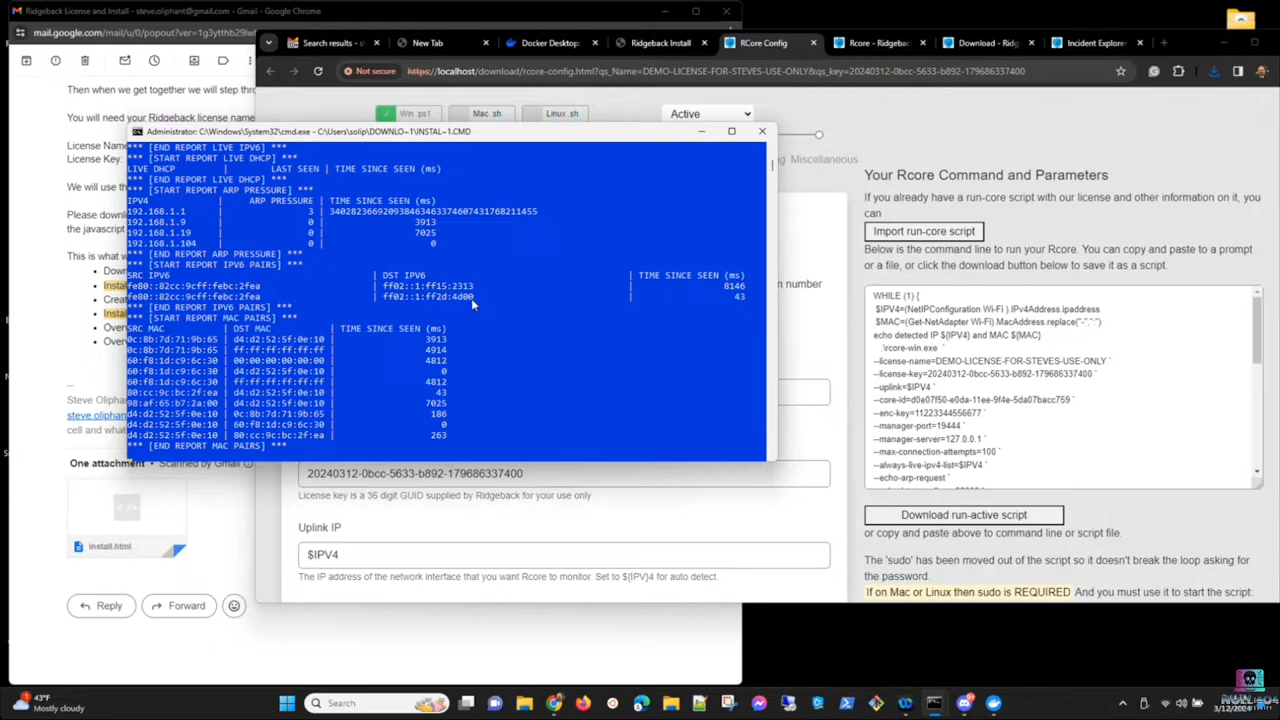 Ridgeback License and Install - steve.oliphant@gmail.com - Gmail - Google Chrome
mail.google.com/mail/u/0/popout?ver=1g3ytthb29lwh
Search results - s
New Tab
Docker Desktop:
Ridgeback Install
RCore Config
Rcore - Ridgeback
Download - Ridg
Incident Explorer
Not secure
https://localhost/download/rcore-config.html?qs_Name=DEMO-LICENSE-FOR-STEVES-USE-ONLY&qs_key=20240312-0bcc-5633-b892-179686337400
Then when we get together we will step thro
You will need your Ridgeback license name
License Name
License Key:
We will use th
Please downl
the javascript
This is what w
Down
Install
Creat
Install
Overv
Overv
--
Steve Oliphant
steve.oliphant
cell and what
One attachment • Scanned by Gmail
install.html
Reply
Forward
Win .ps1
Mac .sh
Linux .sh
Active
ng Miscellaneous
n number
Administrator: C:\Windows\System32\cmd.exe - C:\Users\solip\DOWNLO~1\INSTAL~1.CMD
*** [END REPORT LIVE IPV6] ***
*** [START REPORT LIVE DHCP] ***
LIVE DHCP | LAST SEEN | TIME SINCE SEEN (ms)
*** [END REPORT LIVE DHCP] ***
*** [START REPORT ARP PRESSURE] ***
IPV4 | ARP PRESSURE | TIME SINCE SEEN (ms)
192.168.1.1 | 3 | 340282366920938463463374607431768211455
192.168.1.9 | 0 | 3913
192.168.1.19 | 0 | 7025
192.168.1.104 | 0 | 0
*** [END REPORT ARP PRESSURE] ***
*** [START REPORT IPV6 PAIRS] ***
SRC IPV6 | DST IPV6 | TIME SINCE SEEN (ms)
fe80::82cc:9cff:febc:2fea | ff02::1:ff15:2313 | 8146
fe80::82cc:9cff:febc:2fea | ff02::1:ff2d:4d00 | 43
*** [END REPORT IPV6 PAIRS] ***
*** [START REPORT MAC PAIRS] ***
SRC MAC | DST MAC | TIME SINCE SEEN (ms)
0c:8b:7d:71:9b:65 | d4:d2:52:5f:0e:10 | 3913
0c:8b:7d:71:9b:65 | ff:ff:ff:ff:ff:ff | 4914
60:f8:1d:c9:6c:30 | 00:00:00:00:00:00 | 4812
60:f8:1d:c9:6c:30 | d4:d2:52:5f:0e:10 | 0
60:f8:1d:c9:6c:30 | ff:ff:ff:ff:ff:ff | 4812
80:cc:9c:bc:2f:ea | d4:d2:52:5f:0e:10 | 43
98:af:65:b7:2a:00 | d4:d2:52:5f:0e:10 | 7025
d4:d2:52:5f:0e:10 | 0c:8b:7d:71:9b:65 | 186
d4:d2:52:5f:0e:10 | 60:f8:1d:c9:6c:30 | 0
d4:d2:52:5f:0e:10 | 80:cc:9c:bc:2f:ea | 263
*** [END REPORT MAC PAIRS] ***
20240312-0bcc-5633-b892-179686337400
License key is a 36 digit GUID supplied by Ridgeback for your use only
Uplink IP
$IPV4
The IP address of the network interface that you want Rcore to monitor. Set to ${IPV}4 for auto detect.
Your Rcore Command and Parameters
If you already have a run-core script with our license and other information on it, you
can
Import run-core script
Below is the command line to run your Rcore. You can copy and paste to a prompt
or a file, or click the download button below to save it as a script.
WHILE (1) {
$IPV4=(NetIPConfiguration Wi-Fi ).IPv4Address.ipaddress
$MAC=(Get-NetAdapter Wi-Fi).MacAddress.replace("-",":")
echo detected IP ${IPV4} and MAC ${MAC}
.\rcore-win.exe `
--license-name=DEMO-LICENSE-FOR-STEVES-USE-ONLY `
--license-key=20240312-0bcc-5633-b892-179686337400 `
--uplink=$IPV4 `
--core-id=d0e07f50-e0da-11ee-9f4e-5da07bacc759 `
--enc-key=11223344556677 `
--manager-port=19444 `
--manager-server=127.0.0.1 `
--max-connection-attempts=100 `
--always-live-ipv4-list=$IPV4 `
--echo-arp-request `
Download run-active script
or copy and paste above to command line or script file.
The 'sudo' has been moved out of the script so it doesn't break the loop asking for
the password.
If on Mac or Linux then sudo is REQUIRED And you must use it to start the script:
43°F
Mostly cloudy
Search
3/12/2024